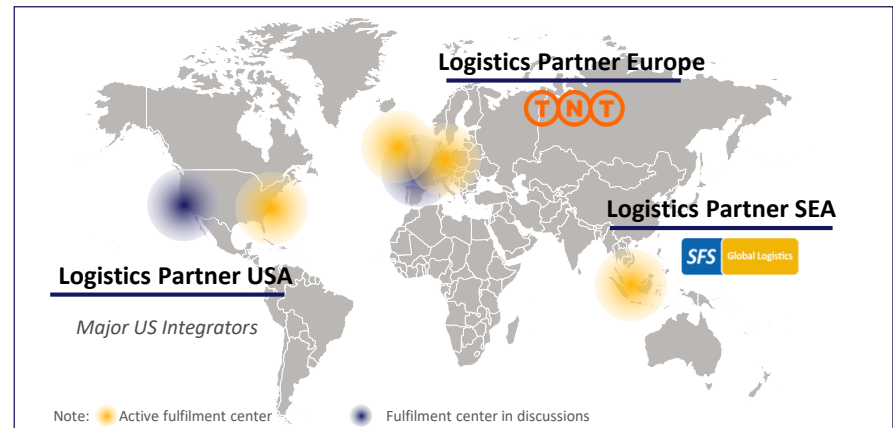 Logistics Partner Europe
TNT
Logistics Partner SEA
SFS Global Logistics
Logistics Partner USA
Major US Integrators
Note: Active fulfilment center Fulfilment center in discussions